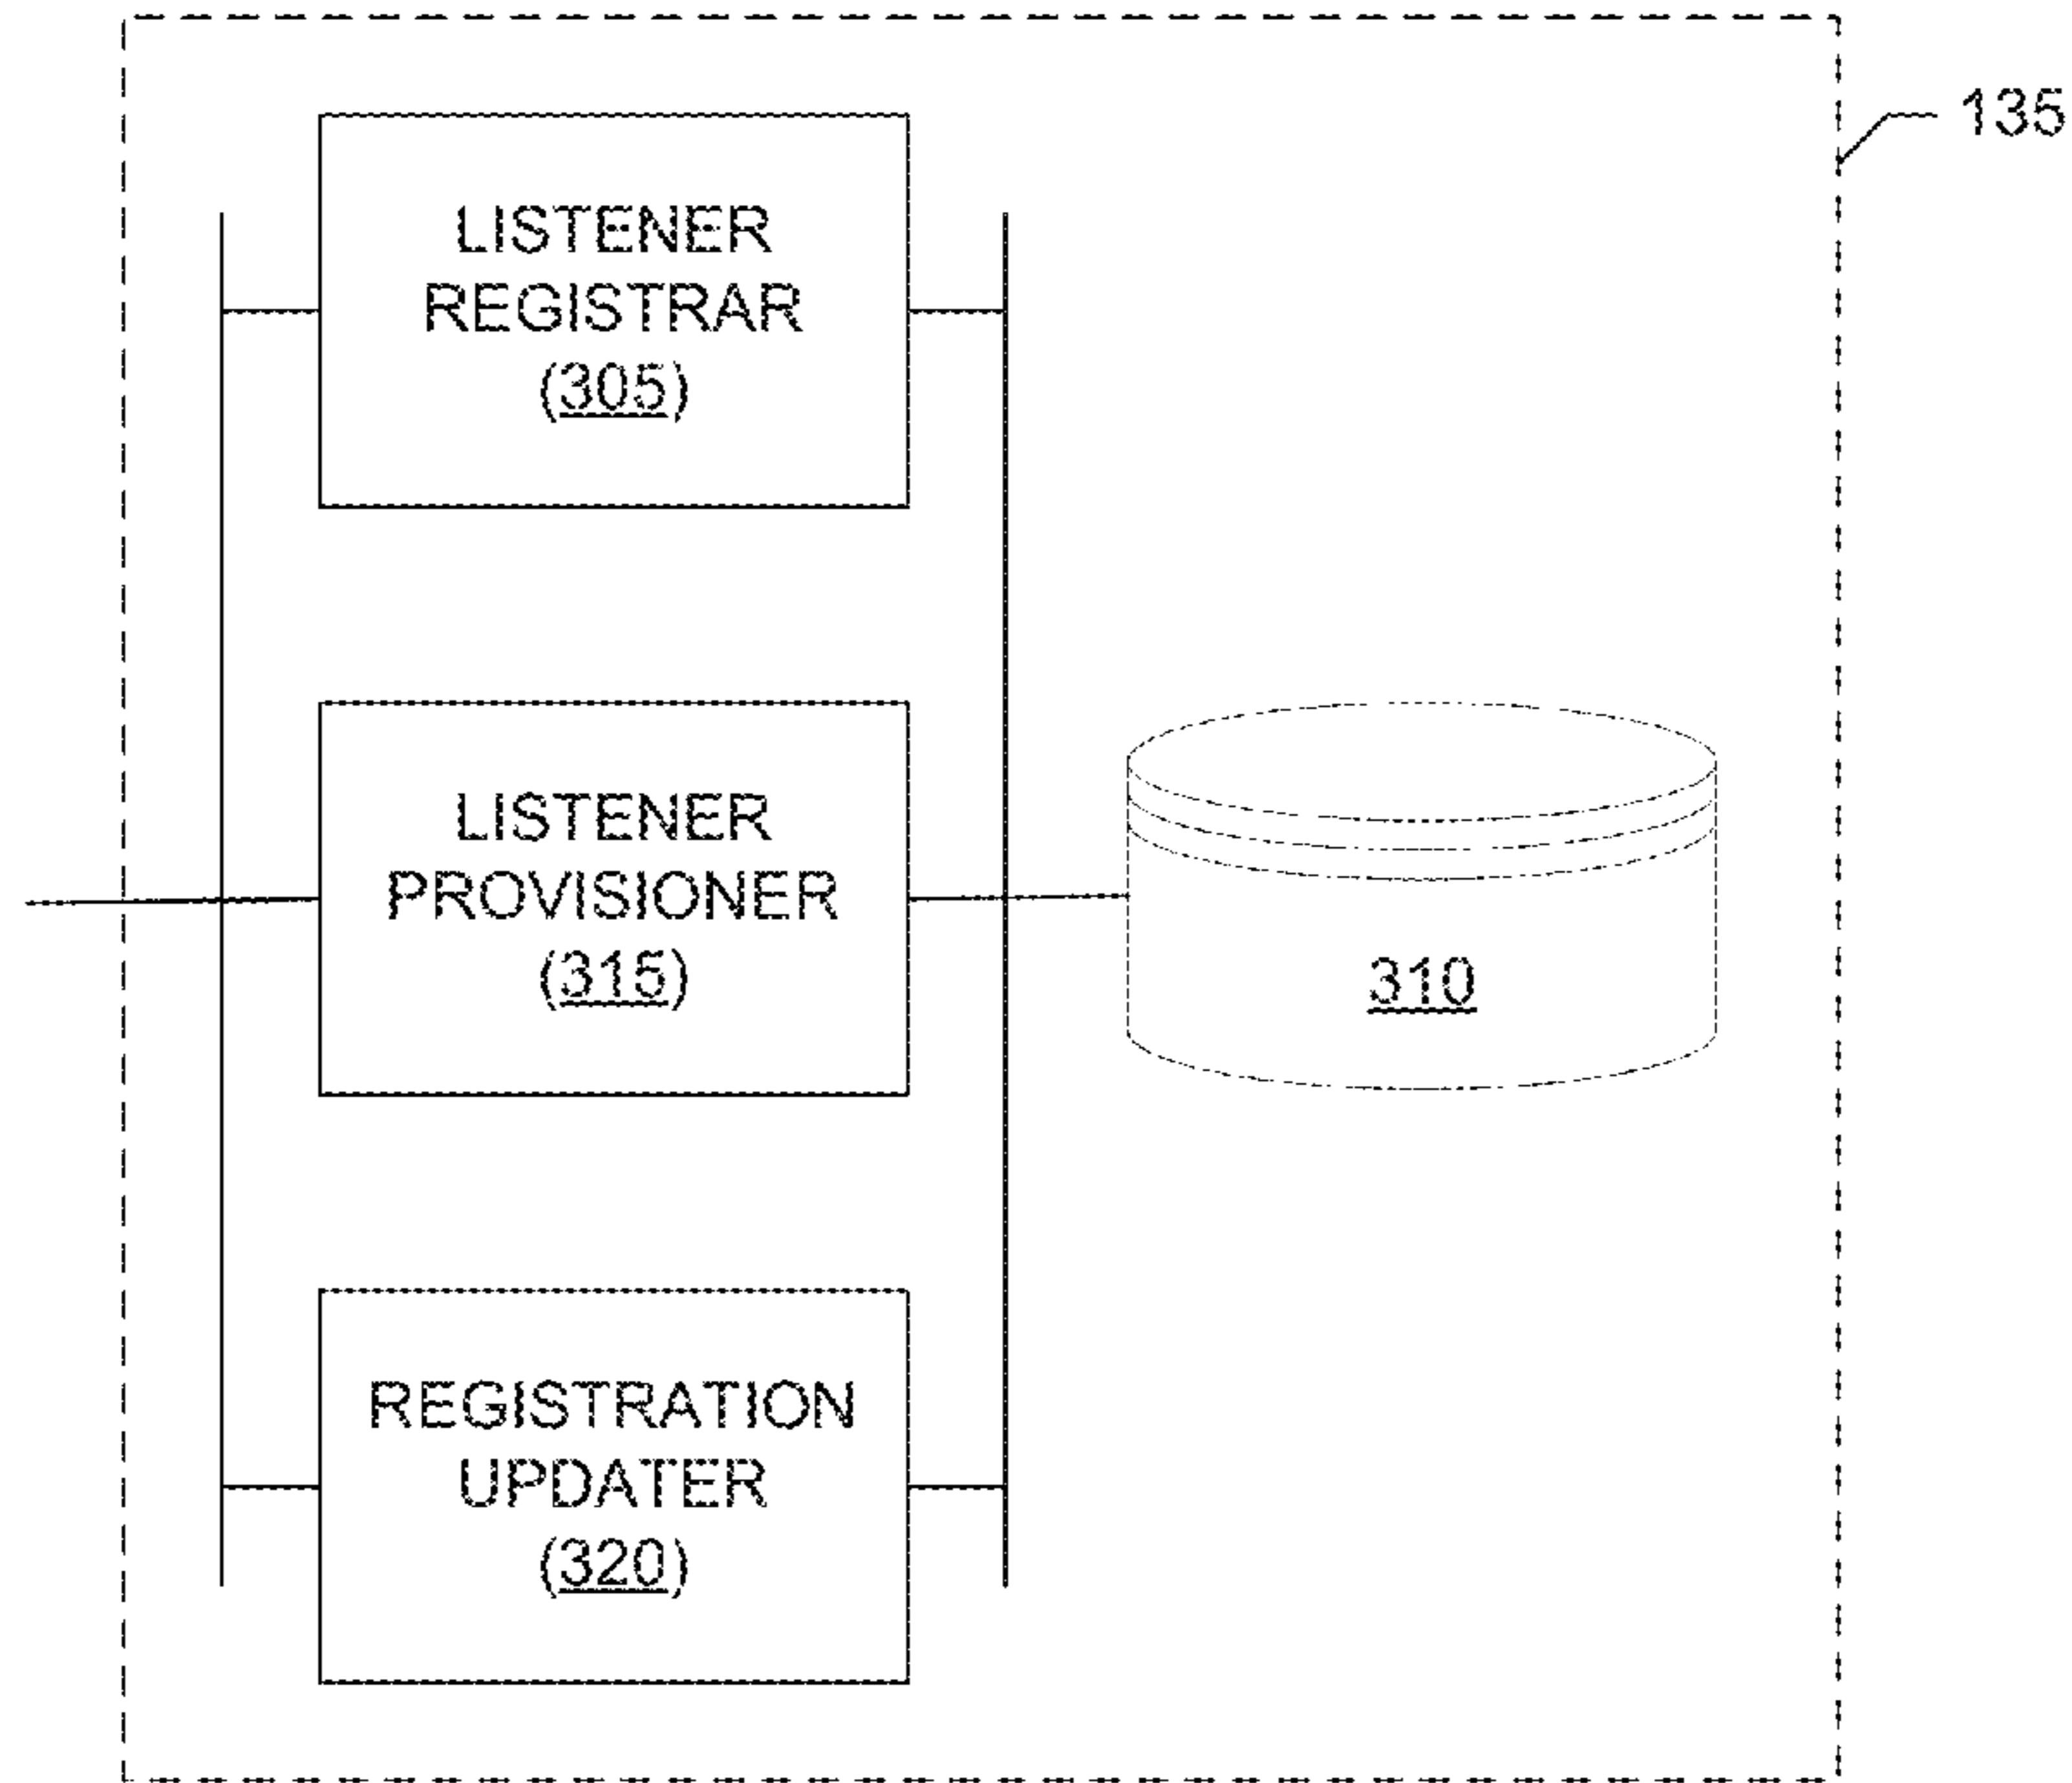 135
LISTENER
REGISTRAR
(305)
LISTENER
PROVISIONER
(315)
310
REGISTRATION
UPDATER
(320)